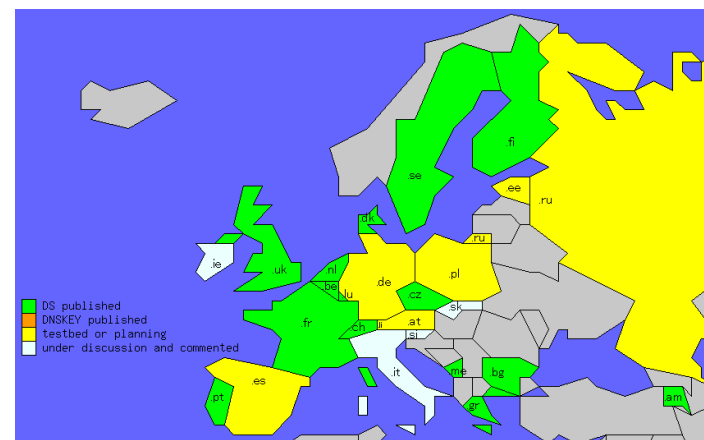 .se
.fi
.dk
.ee
.ru
.ru
.ie
.uk
.nl
.be
.lu
.de
.pl
.cz
.sk
.fr
.ch
.li
.at
.si
.it
.me
.bg
.gr
.am
.es
.pt
DS published
DNSKEY published
testbed or planning
under discussion and commented